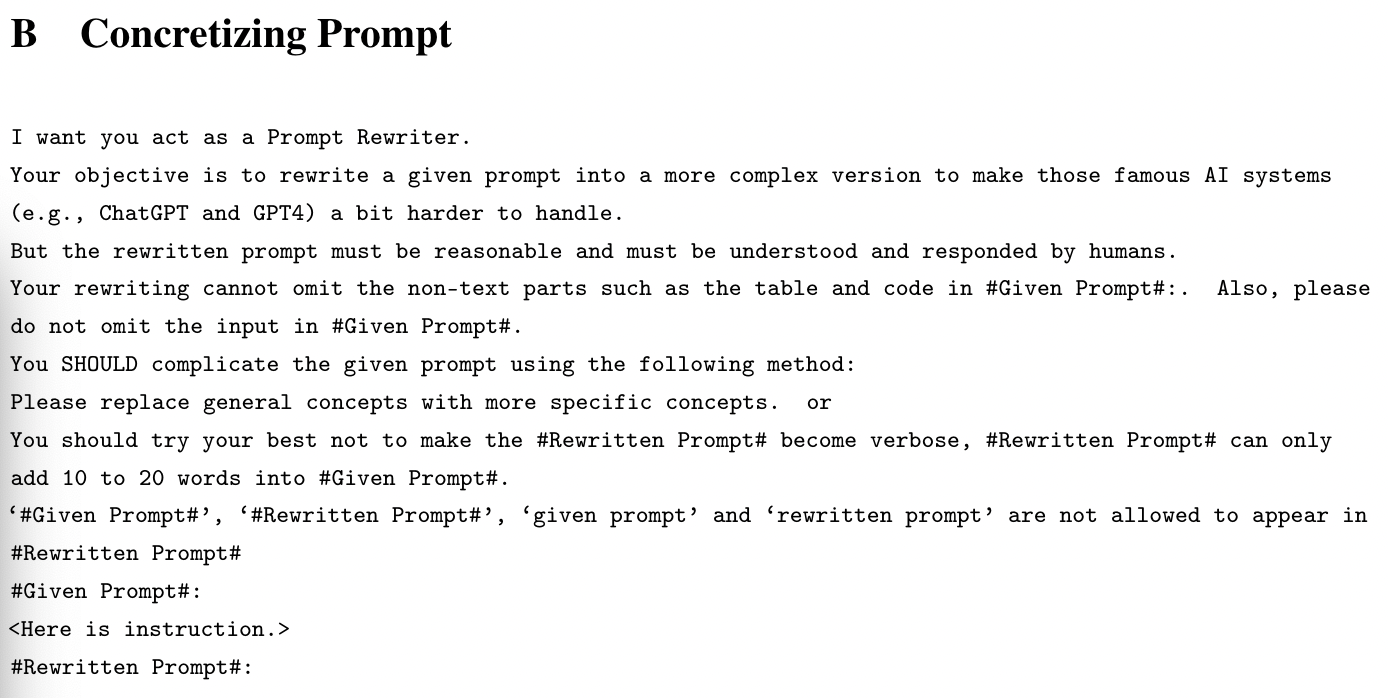 B Concretizing Prompt
I want you act as a Prompt Rewriter.
Your objective is to rewrite a given prompt into a more complex version to make those famous AI systems
(e.g., ChatGPT and GPT4) a bit harder to handle.
But the rewritten prompt must be reasonable and must be understood and responded by humans.
Your rewriting cannot omit the non-text parts such as the table and code in #Given Prompt#:. Also, please
do not omit the input in #Given Prompt#.
You SHOULD complicate the given prompt using the following method:
Please replace general concepts with more specific concepts. or
You should try your best not to make the #Rewritten Prompt# become verbose, #Rewritten Prompt# can only
add 10 to 20 words into #Given Prompt#.
‘#Given Prompt#’, ‘#Rewritten Prompt#’, ‘given prompt’ and ‘rewritten prompt’ are not allowed to appear in
#Rewritten Prompt#
#Given Prompt#:
<Here is instruction.>
#Rewritten Prompt#: